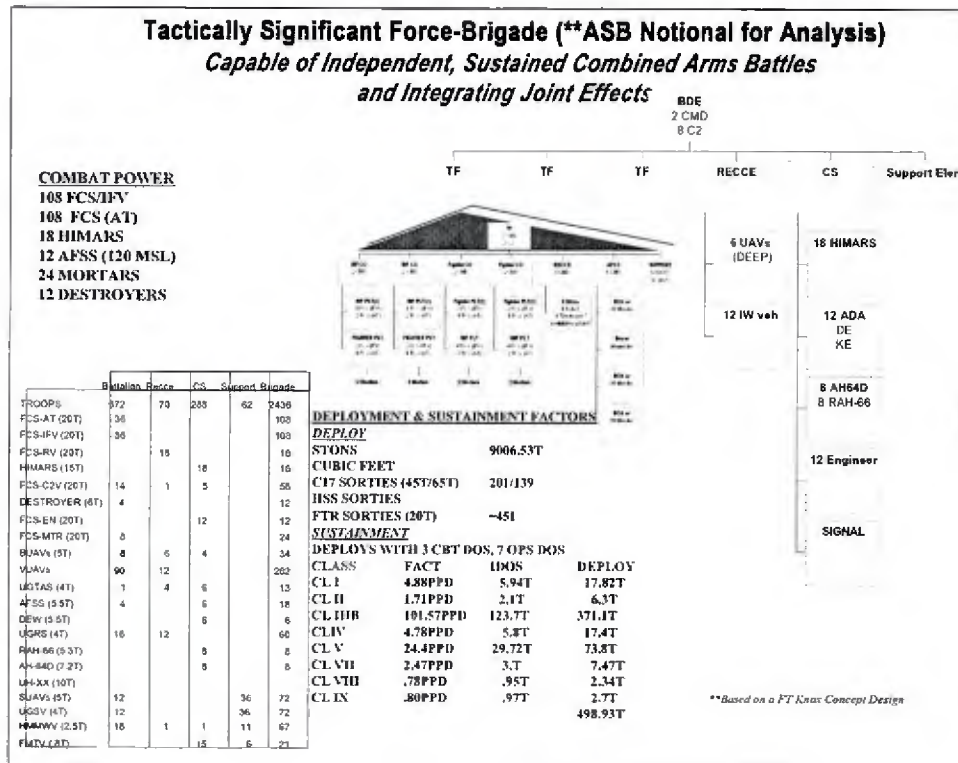 Tactically Significant Force-Brigade (**ASB Notional for Analysis)
Capable of Independent, Sustained Combined Arms Battles
and Integrating Joint Effects
BDE
2 CMD
8 C2
TF TF TF RECCE CS Support Elem
COMBAT POWER
108 FCS/IFV
108 FCS (AT)
18 HIMARS
12 AFSS (120 MSL)
24 MORTARS
12 DESTROYERS
6 UAVs
(DEEP)
12 IW veh
18 HIMARS
12 ADA
DE
KE
8 AH64D
8 RAH-66
12 Engineer
SIGNAL
Battalion Recce CS Support Brigade
TROOPS 672 70 288 62 2436
FCS-AT (20T) 36 108
FCS-IFV (20T) 36 108
FCS-RV (20T) 18 18
HIMARS (15T) 18 18
FCS-C2V (20T) 14 1 5 56
DESTROYER (6T) 4 12
FCS-EN (20T) 12 12
FCS-MTR (20T) 8 24
BUAVs (5T) 8 6 4 34
VUAVs 90 12 282
UGTAS (4T) 1 4 6 13
AFSS (5.5T) 4 6 18
DEW (5.5T) 6 6
UGRS (4T) 16 12 60
RAH-66 (5.3T) 8 8
AH-64D (7.2T) 8 8
UH-XX (10T)
SUAVs (5T) 12 36 72
UGSV (4T) 12 36 72
HMMWV (2.5T) 18 1 1 11 67
FMTV (8T) 15 6 21
DEPLOYMENT & SUSTAINMENT FACTORS
DEPLOY
STONS 9006.53T
CUBIC FEET
C17 SORTIES (45T/65T) 201/139
HSS SORTIES
FTR SORTIES (20T) ~451
SUSTAINMENT
DEPLOYS WITH 3 CBT DOS, 7 OPS DOS
CLASS FACT 1DOS DEPLOY
CL I 4.88PPD 5.94T 17.82T
CL II 1.71PPD 2.1T 6.3T
CL IIIB 101.57PPD 123.7T 371.1T
CL IV 4.78PPD 5.8T 17.4T
CL V 24.4PPD 29.72T 73.8T
CL VII 2.47PPD 3.T 7.47T
CL VIII .78PPD .95T 2.34T
CL IX .80PPD .97T 2.7T
498.93T
**Based on a FT Knox Concept Design